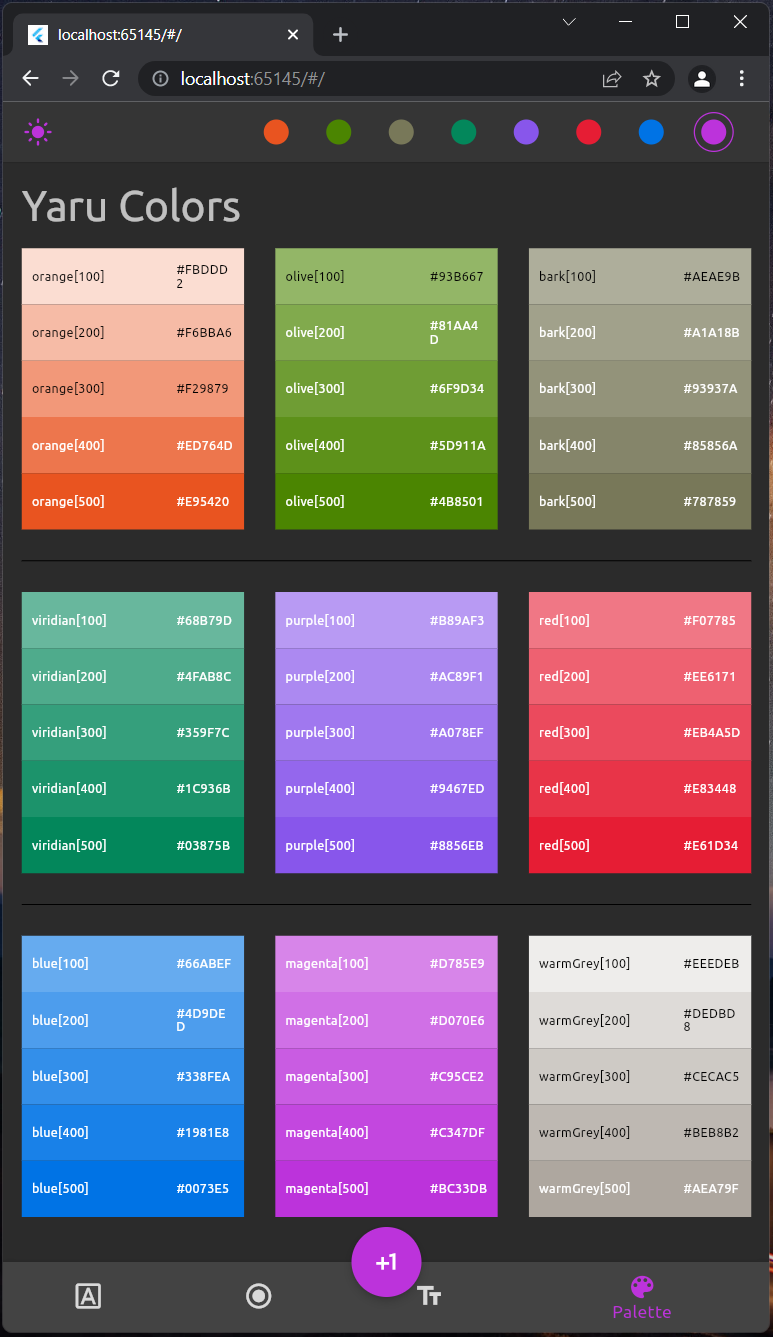 localhost:65145/#/
localhost:65145/#/
Yaru Colors
orange[100] #FBDDD
2
orange[200] #F6BBA6
orange[300] #F29879
orange[400] #ED764D
orange[500] #E95420
olive[100] #93B667
olive[200] #81AA4
D
olive[300] #6F9D34
olive[400] #5D911A
olive[500] #4B8501
bark[100] #AEAE9B
bark[200] #A1A18B
bark[300] #93937A
bark[400] #85856A
bark[500] #787859
viridian[100] #68B79D
viridian[200] #4FAB8C
viridian[300] #359F7C
viridian[400] #1C936B
viridian[500] #03875B
purple[100] #B89AF3
purple[200] #AC89F1
purple[300] #A078EF
purple[400] #9467ED
purple[500] #8856EB
red[100] #F07785
red[200] #EE6171
red[300] #EB4A5D
red[400] #E83448
red[500] #E61D34
blue[100] #66ABEF
blue[200] #4D9DE
D
blue[300] #338FEA
blue[400] #1981E8
blue[500] #0073E5
magenta[100] #D785E9
magenta[200] #D070E6
magenta[300] #C95CE2
magenta[400] #C347DF
magenta[500] #BC33DB
warmGrey[100] #EEEDEB
warmGrey[200] #DEDBD
8
warmGrey[300] #CECAC5
warmGrey[400] #BEB8B2
warmGrey[500] #AEA79F
+1
Palette